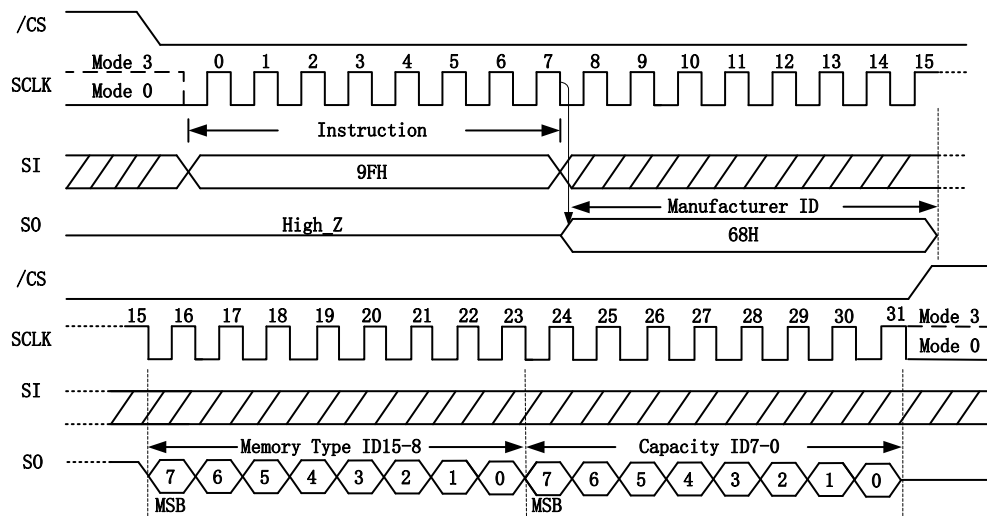 /CS
Mode 3 0 1 2 3 4 5 6 7 8 9 10 11 12 13 14 15
SCLK
Mode 0
Instruction
SI
9FH
Manufacturer ID
SO High_Z
68H
/CS
15 16 17 18 19 20 21 22 23 24 25 26 27 28 29 30 31 Mode 3
SCLK
Mode 0
SI
Memory Type ID15-8 Capacity ID7-0
SO
7 6 5 4 3 2 1 0 7 6 5 4 3 2 1 0
MSB MSB